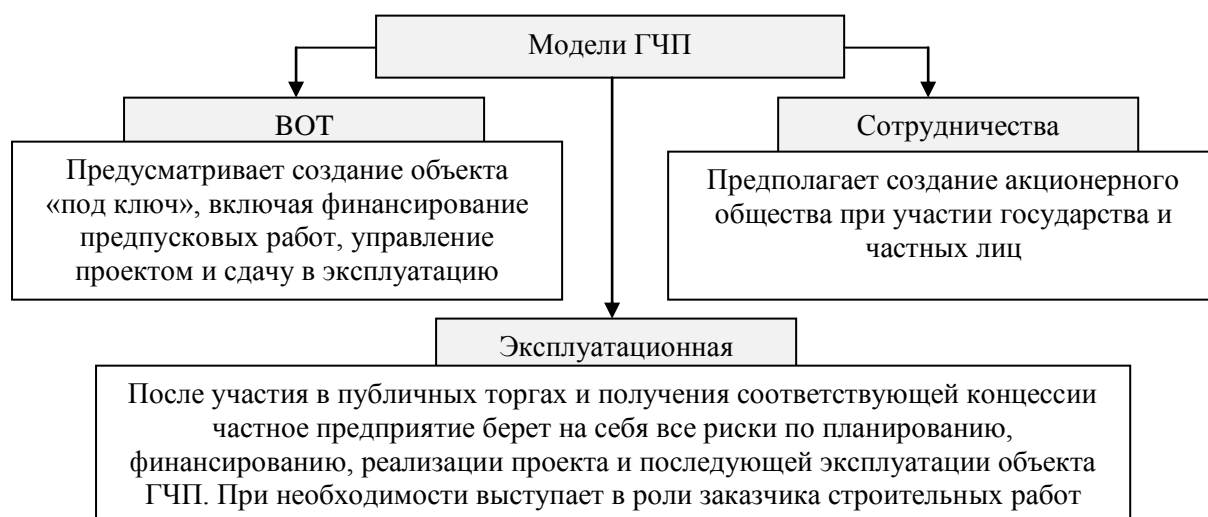 Модели ГЧП
ВОТ
Предусматривает создание объекта
«под ключ», включая финансирование
предпусковых работ, управление
проектом и сдачу в эксплуатацию
Сотрудничества
Предполагает создание акционерного
общества при участии государства и
частных лиц
Эксплуатационная
После участия в публичных торгах и получения соответствующей концессии
частное предприятие берет на себя все риски по планированию,
финансированию, реализации проекта и последующей эксплуатации объекта
ГЧП. При необходимости выступает в роли заказчика строительных работ